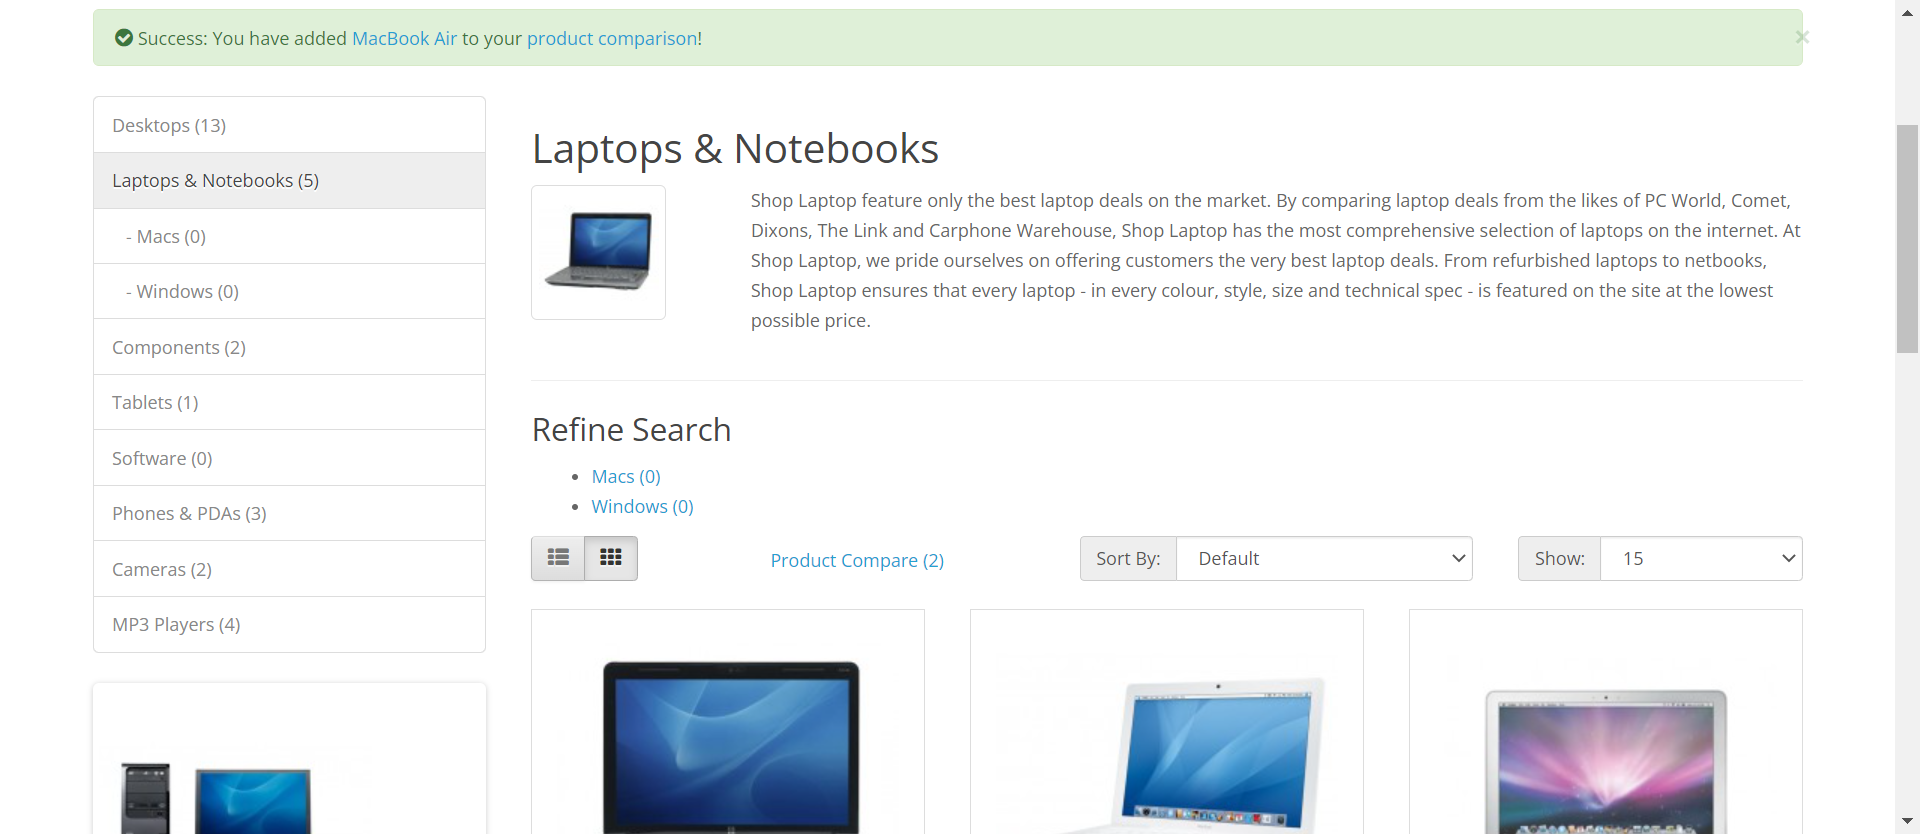 Success: You have added MacBook Air to your product comparison!
×
Desktops (13)
Laptops & Notebooks (5)
- Macs (0)
- Windows (0)
Components (2)
Tablets (1)
Software (0)
Phones & PDAs (3)
Cameras (2)
MP3 Players (4)
Laptops & Notebooks
Shop Laptop feature only the best laptop deals on the market. By comparing laptop deals from the likes of PC World, Comet,
Dixons, The Link and Carphone Warehouse, Shop Laptop has the most comprehensive selection of laptops on the internet. At
Shop Laptop, we pride ourselves on offering customers the very best laptop deals. From refurbished laptops to netbooks,
Shop Laptop ensures that every laptop - in every colour, style, size and technical spec - is featured on the site at the lowest
possible price.
Refine Search
Macs (0)
Windows (0)
Product Compare (2)
Sort By: Default
Show: 15